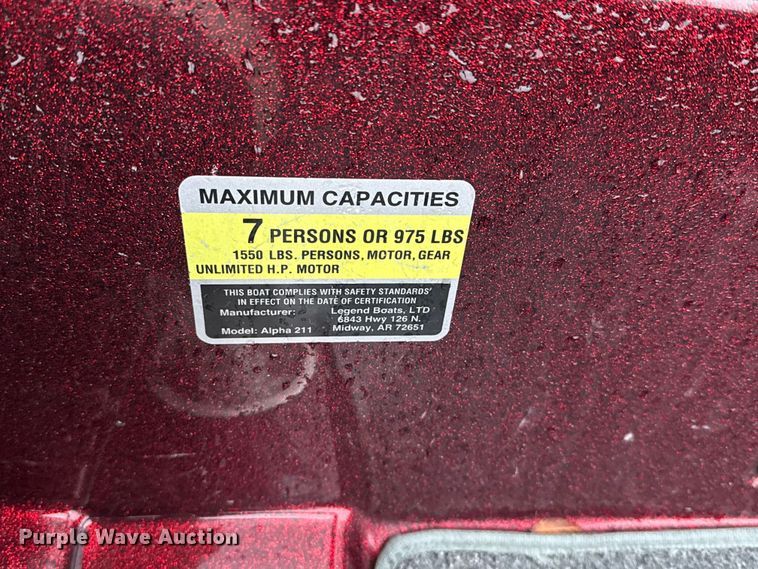 MAXIMUM CAPACITIES
7 PERSONS OR 975 LBS
1550 LBS. PERSONS, MOTOR, GEAR
UNLIMITED H.P. MOTOR
THIS BOAT COMPLIES WITH SAFETY STANDARDS'
IN EFFECT ON THE DATE OF CERTIFICATION
Manufacturer: Legend Boats, LTD
6843 Hwy 126 N.
Model: Alpha 211 Midway, AR 72651
Purple Wave Auction